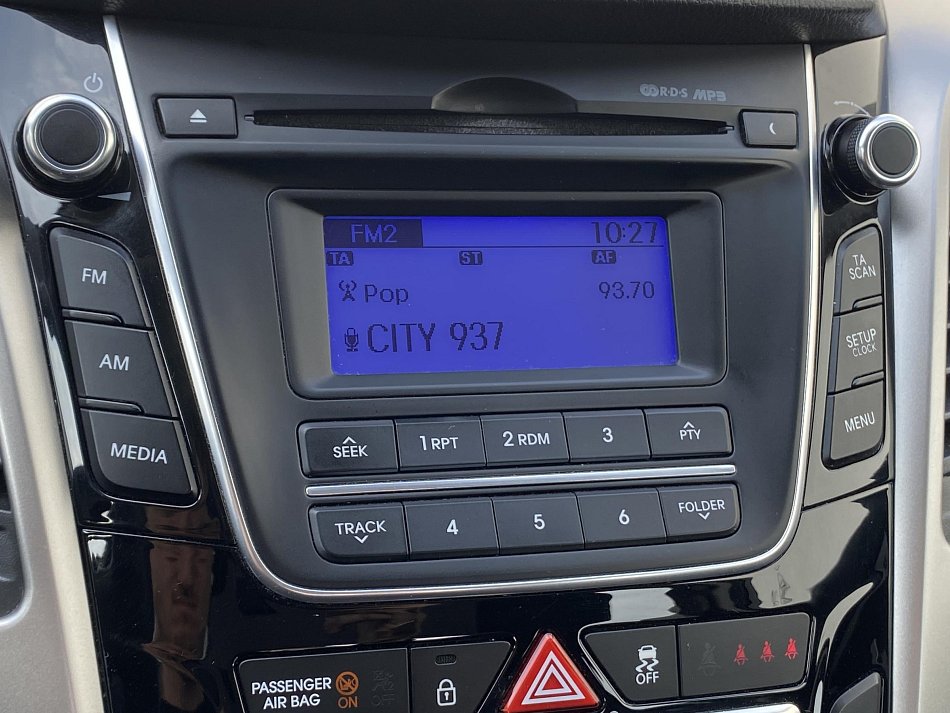 R·D·S MP3
FM2 10:27
TA ST AF
Pop 93.70
CITY 937
FM
AM
MEDIA
TA
SCAN
SETUP
CLOCK
MENU
SEEK 1 RPT 2 RDM 3 PTY
TRACK 4 5 6 FOLDER
PASSENGER
AIR BAG
ON
OFF